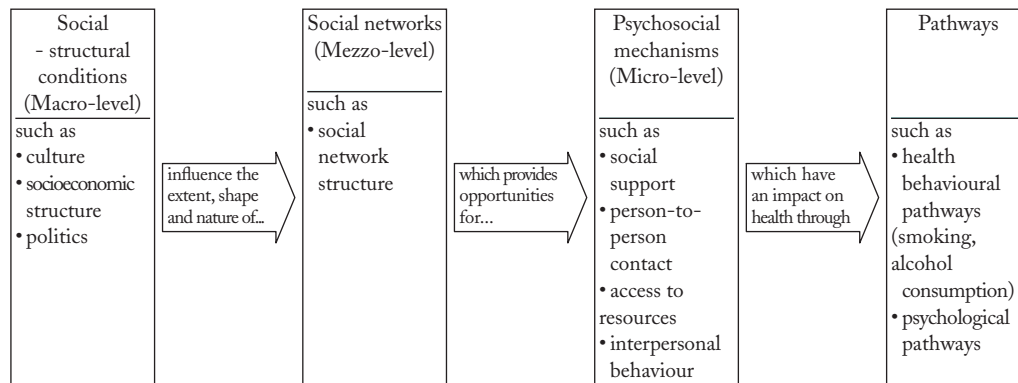 Social
- structural
conditions
(Macro-level)
such as
• culture
• socioeconomic
structure
• politics
influence the
extent, shape
and nature of...
Social networks
(Mezzo-level)
such as
• social
network
structure
which provides
opportunities
for...
Psychosocial
mechanisms
(Micro-level)
such as
• social
support
• person-to-
person
contact
• access to
resources
• interpersonal
behaviour
which have
an impact on
health through
Pathways
such as
• health
behavioural
pathways
(smoking,
alcohol
consumption)
• psychological
pathways